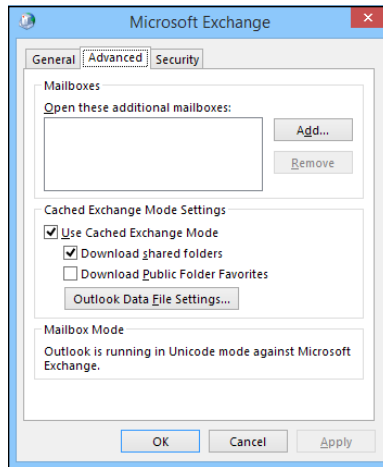 Microsoft Exchange
General Advanced Security
Mailboxes
Open these additional mailboxes:
Add...
Remove
Cached Exchange Mode Settings
Use Cached Exchange Mode
Download shared folders
Download Public Folder Favorites
Outlook Data File Settings...
Mailbox Mode
Outlook is running in Unicode mode against Microsoft
Exchange.
OK Cancel Apply